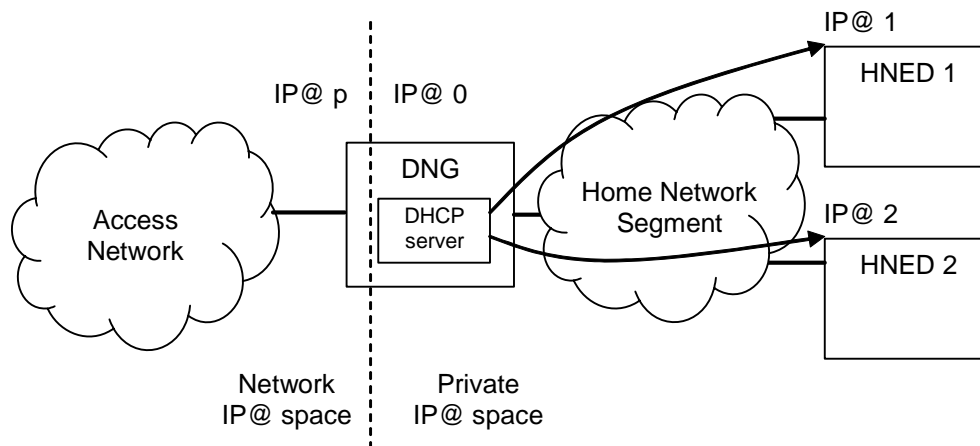 IP@ 1
HNED 1
IP@ p
IP@ 0
DNG
DHCP
server
Access
Network
Home Network
Segment
IP@ 2
HNED 2
Network
IP@ space
Private
IP@ space